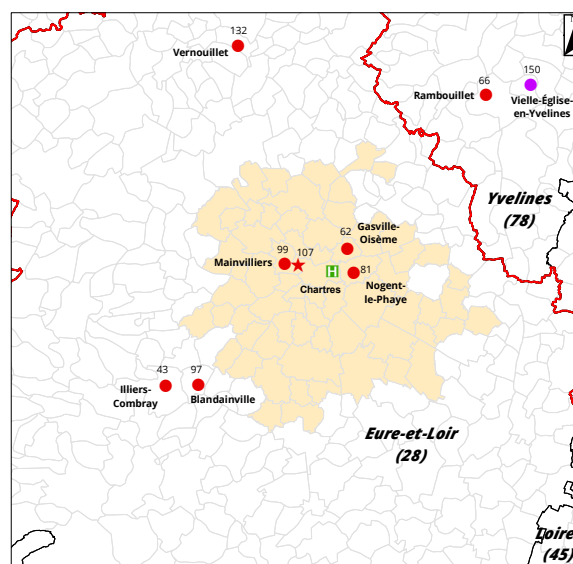 132
Vernouillet
66
Rambouillet
150
Vielle-Église-
en-Yvelines
Yvelines
(78)
62
Gasville-
Oisème
99
107
Mainvilliers
H
81
Chartres
Nogent-
le-Phaye
43
97
Illiers-
Combray
Blandainville
Eure-et-Loir
(28)
Loire
(45)